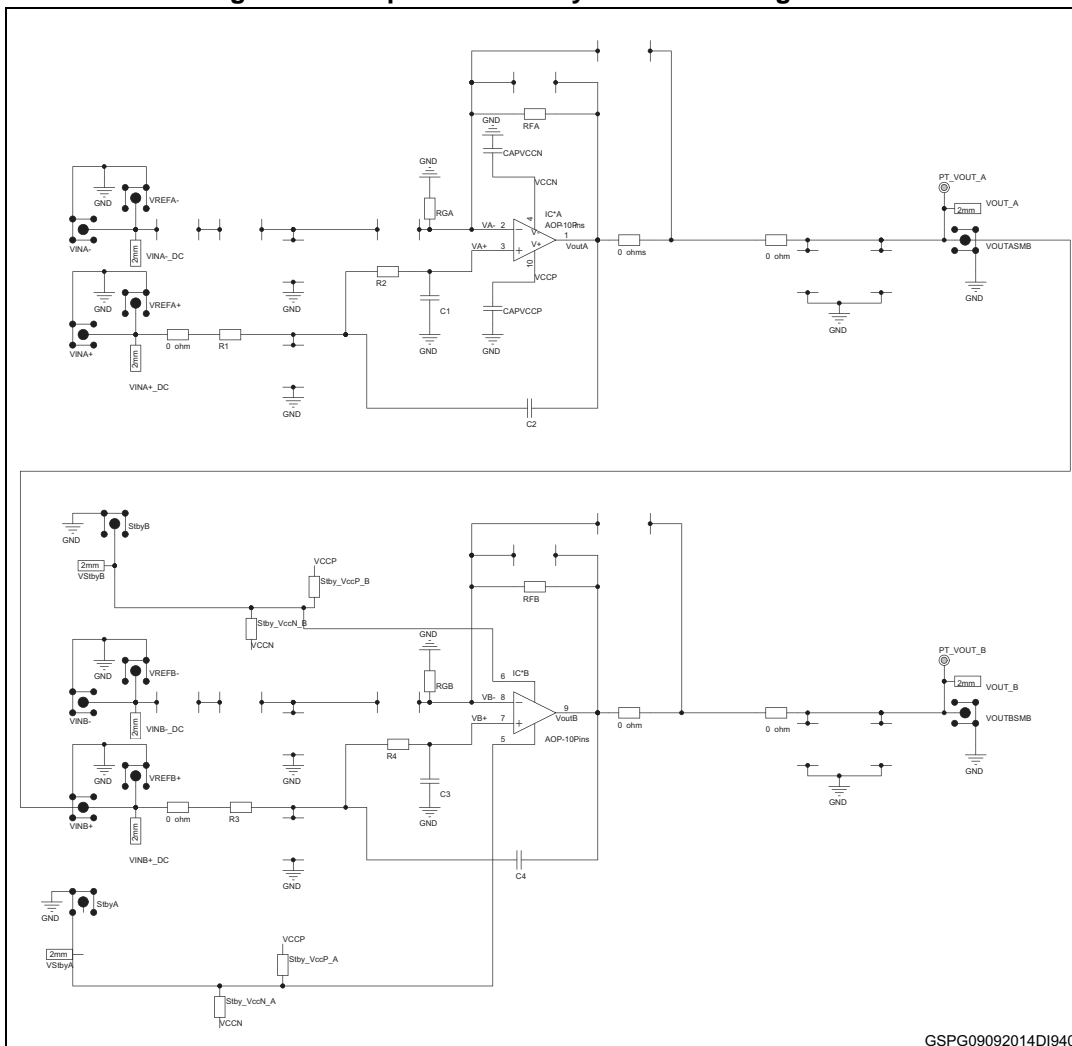 GND
RFA
GND
CAPVCCN
GND
VCCN
PT_VOUT_A
GND
VREFA-
RGA
IC*A
AOP-10Pins
2mm
VOUT_A
VA-
2
4
V-
1
VINA-
2mm
VINA-_DC
VA+
3
V+
VoutA
0 ohms
0 ohm
VOUTASMB
10
GND
R2
GND
GND
VREFA+
C1
VCCP
CAPVCCP
GND
VINA+
2mm
0 ohm
R1
GND
GND
VINA+_DC
GND
C2
StbyB
GND
2mm
VStbyB
VCCP
Stby_VccP_B
RFB
Stby_VccN_B
VCCN
GND
PT_VOUT_B
GND
VREFB-
RGB
6
IC*B
2mm
VOUT_B
VB-
8
9
VINB-
2mm
VINB-_DC
VB+
7
VoutB
0 ohm
0 ohm
VOUTBSMB
5
AOP-10Pins
R4
GND
GND
VREFB+
GND
C3
GND
VINB+
2mm
0 ohm
R3
GND
VINB+_DC
C4
GND
StbyA
GND
VCCP
2mm
VStbyA
Stby_VccP_A
Stby_VccN_A
VCCN
GSPG09092014DI940